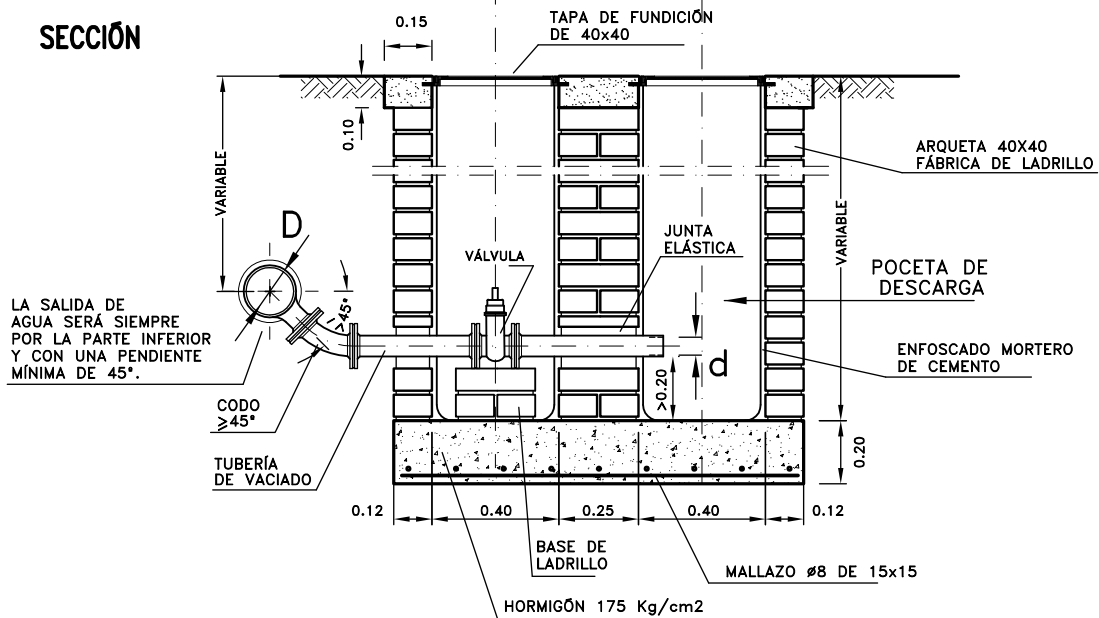 SECCIÓN
0.15
TAPA DE FUNDICIÓN
DE 40x40
0.10
VARIABLE
ARQUETA 40X40
FÁBRICA DE LADRILLO
D
JUNTA
ELÁSTICA
VARIABLE
VÁLVULA
POCETA DE
DESCARGA
>45°
LA SALIDA DE
AGUA SERÁ SIEMPRE
POR LA PARTE INFERIOR
Y CON UNA PENDIENTE
MÍNIMA DE 45°.
d
ENFOSCADO MORTERO
DE CEMENTO
>0.20
CODO
⩾45°
0.20
TUBERÍA
DE VACIADO
0.12
0.40
0.25
0.40
0.12
BASE DE
LADRILLO
MALLAZO ø8 DE 15x15
HORMIGÓN 175 Kg/cm2